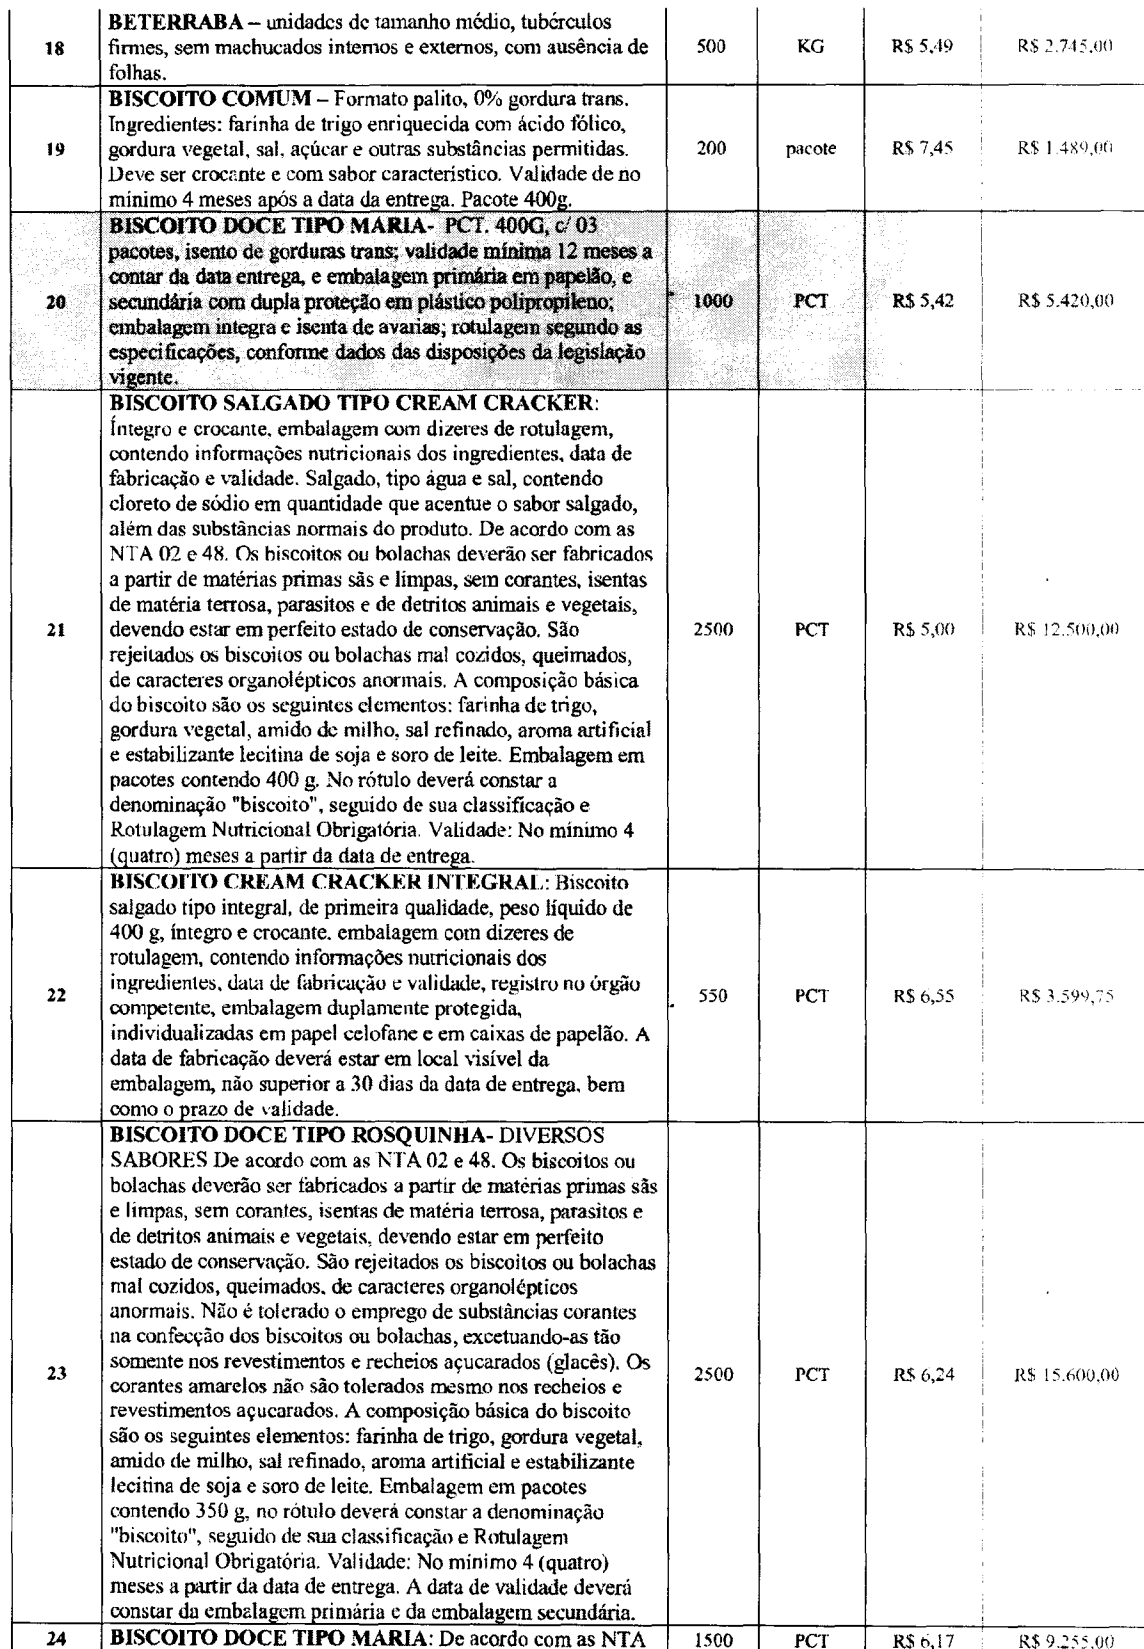 BETERRABA – unidades de tamanho médio, tubérculos
18 firmes, sem machucados internos e externos, com ausência de 500 KG R$ 5,49 R$ 2.745,00
folhas.
BISCOITO COMUM – Formato palito, 0% gordura trans.
Ingredientes: farinha de trigo enriquecida com ácido fólico,
19 gordura vegetal, sal, açúcar e outras substâncias permitidas. 200 pacote R$ 7,45 R$ 1.489,00
Deve ser crocante e com sabor característico. Validade de no
mínimo 4 meses após a data da entrega. Pacote 400g.
BISCOITO DOCE TIPO MARIA- PCT. 400G, c/ 03
pacotes, isento de gorduras trans; validade mínima 12 meses a
contar da data entrega, e embalagem primária em papelão, e
20 secundária com dupla proteção em plástico polipropileno; 1000 PCT R$ 5,42 R$ 5.420,00
embalagem integra e isenta de avarias; rotulagem segundo as
especificações, conforme dados das disposições da legislação
vigente.
BISCOITO SALGADO TIPO CREAM CRACKER:
Íntegro e crocante, embalagem com dizeres de rotulagem,
contendo informações nutricionais dos ingredientes, data de
fabricação e validade. Salgado, tipo água e sal, contendo
cloreto de sódio em quantidade que acentue o sabor salgado,
além das substâncias normais do produto. De acordo com as
NTA 02 e 48. Os biscoitos ou bolachas deverão ser fabricados
a partir de matérias primas sãs e limpas, sem corantes, isentas
de matéria terrosa, parasitos e de detritos animais e vegetais,
21 devendo estar em perfeito estado de conservação. São 2500 PCT R$ 5,00 R$ 12.500,00
rejeitados os biscoitos ou bolachas mal cozidos, queimados,
de caracteres organolépticos anormais. A composição básica
do biscoito são os seguintes elementos: farinha de trigo,
gordura vegetal, amido de milho, sal refinado, aroma artificial
e estabilizante lecitina de soja e soro de leite. Embalagem em
pacotes contendo 400 g. No rótulo deverá constar a
denominação "biscoito", seguido de sua classificação e
Rotulagem Nutricional Obrigatória. Validade: No mínimo 4
(quatro) meses a partir da data de entrega.
BISCOITO CREAM CRACKER INTEGRAL: Biscoito
salgado tipo integral, de primeira qualidade, peso líquido de
400 g, íntegro e crocante, embalagem com dizeres de
rotulagem, contendo informações nutricionais dos
22 ingredientes, data de fabricação e validade, registro no órgão 550 PCT R$ 6,55 R$ 3.599,75
competente, embalagem duplamente protegida,
individualizadas em papel celofane e em caixas de papelão. A
data de fabricação deverá estar em local visível da
embalagem, não superior a 30 dias da data de entrega, bem
como o prazo de validade.
BISCOITO DOCE TIPO ROSQUINHA- DIVERSOS
SABORES De acordo com as NTA 02 e 48. Os biscoitos ou
bolachas deverão ser fabricados a partir de matérias primas sãs
e limpas, sem corantes, isentas de matéria terrosa, parasitos e
de detritos animais e vegetais, devendo estar em perfeito
estado de conservação. São rejeitados os biscoitos ou bolachas
mal cozidos, queimados, de caracteres organolépticos
anormais. Não é tolerado o emprego de substâncias corantes
na confecção dos biscoitos ou bolachas, excetuando-as tão
somente nos revestimentos e recheios açucarados (glacês). Os
23 corantes amarelos não são tolerados mesmo nos recheios e 2500 PCT R$ 6,24 R$ 15.600,00
revestimentos açucarados. A composição básica do biscoito
são os seguintes elementos: farinha de trigo, gordura vegetal,
amido de milho, sal refinado, aroma artificial e estabilizante
lecitina de soja e soro de leite. Embalagem em pacotes
contendo 350 g, no rótulo deverá constar a denominação
"biscoito", seguido de sua classificação e Rotulagem
Nutricional Obrigatória. Validade: No mínimo 4 (quatro)
meses a partir da data de entrega. A data de validade deverá
constar da embalagem primária e da embalagem secundária.
24 BISCOITO DOCE TIPO MARIA: De acordo com as NTA 1500 PCT R$ 6,17 R$ 9.255,00